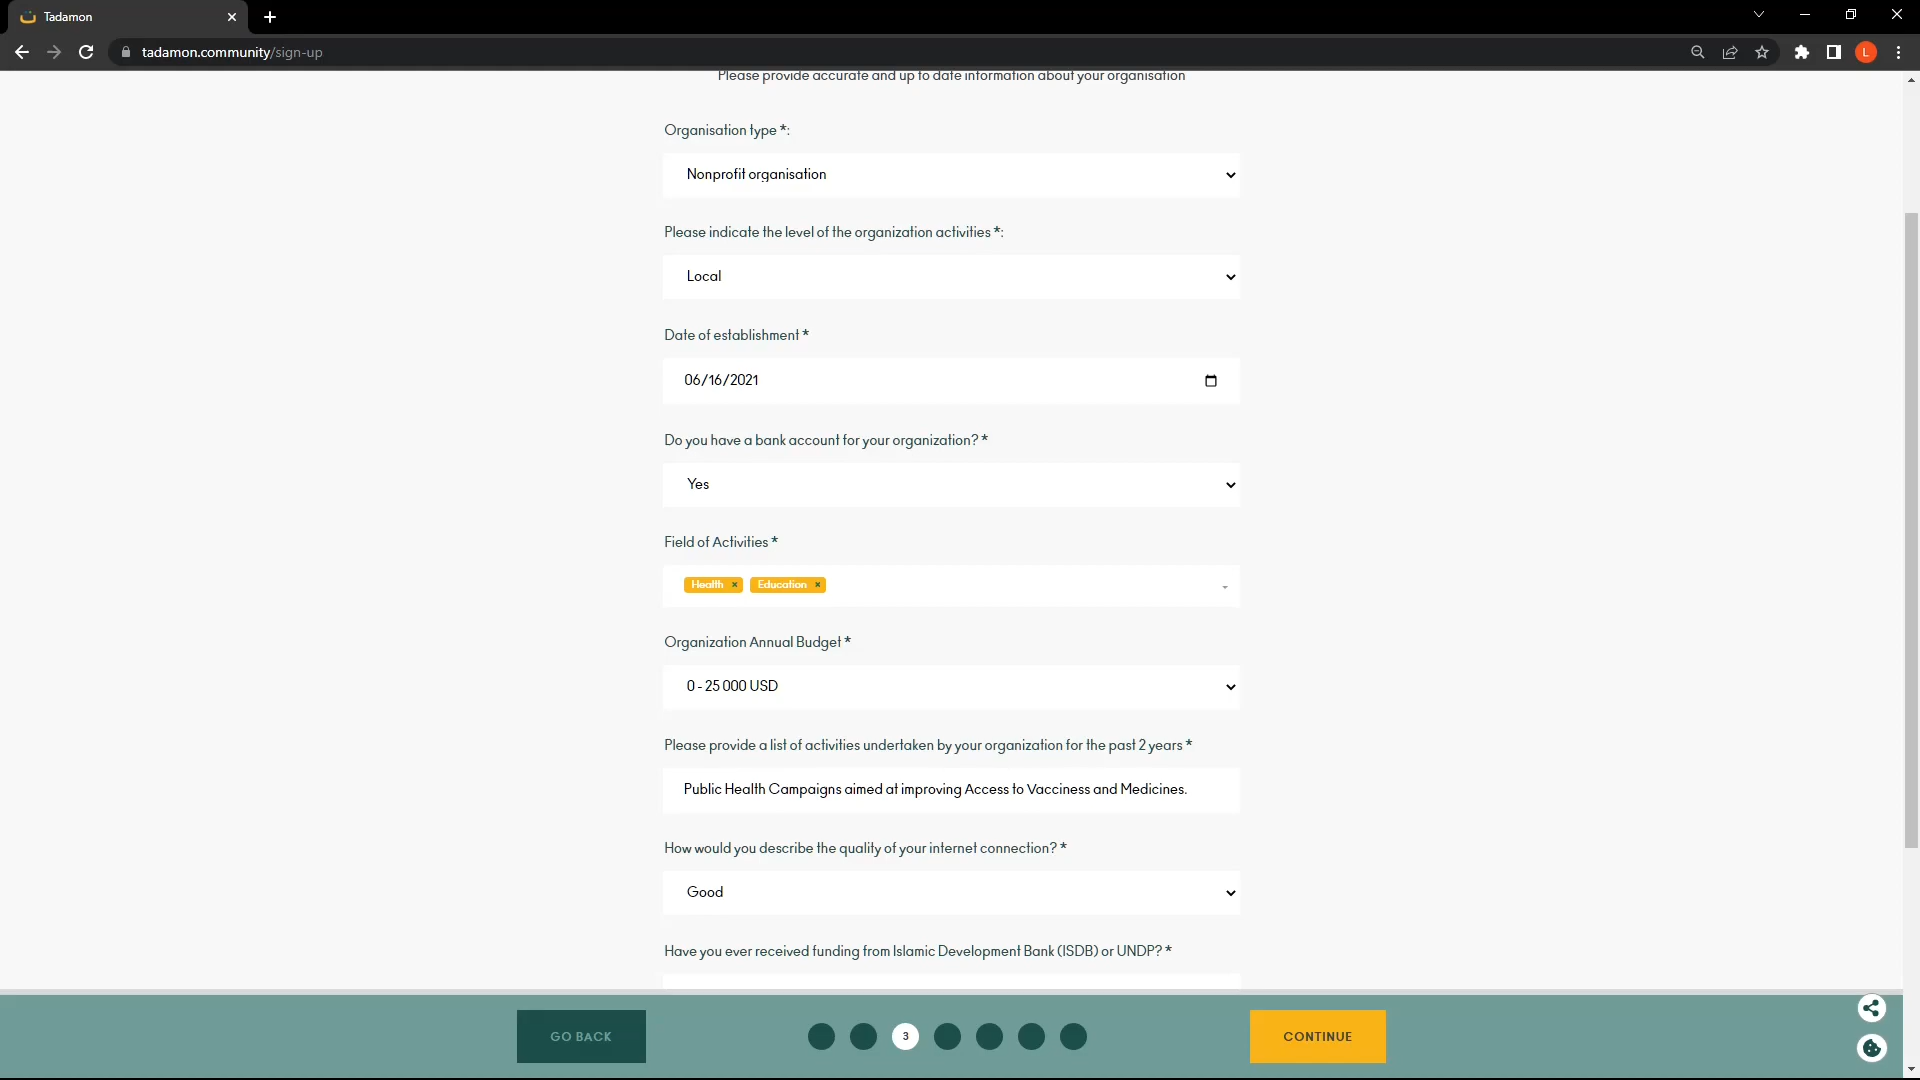 Tadamon
tadamon.community/sign-up
L
Please provide accurate and up to date information about your organisation
Organisation type *:
Nonprofit organisation
Please indicate the level of the organization activities *:
Local
Date of establishment *
06/16/2021
Do you have a bank account for your organization? *
Yes
Field of Activities *
Health × Education ×
Organization Annual Budget *
0 - 25 000 USD
Please provide a list of activities undertaken by your organization for the past 2 years *
Public Health Campaigns aimed at improving Access to Vacciness and Medicines.
How would you describe the quality of your internet connection? *
Good
Have you ever received funding from Islamic Development Bank (ISDB) or UNDP? *
GO BACK
3
CONTINUE